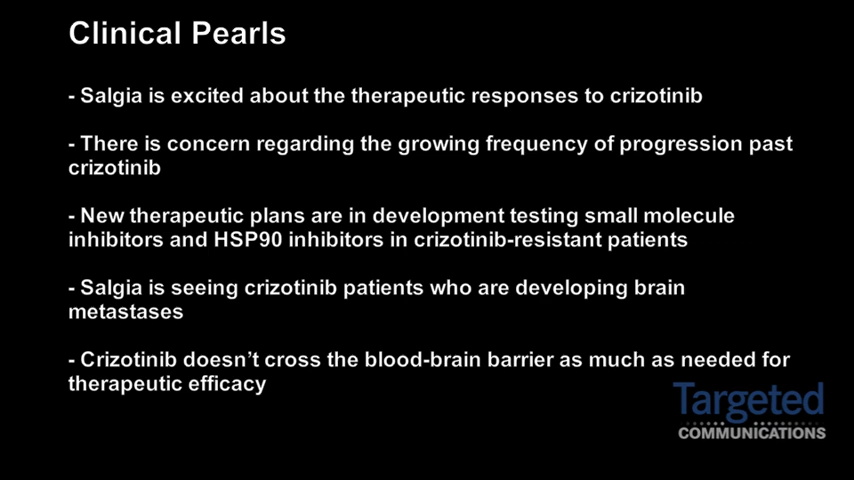 Clinical Pearls
- Salgia is excited about the therapeutic responses to crizotinib
- There is concern regarding the growing frequency of progression past
crizotinib
- New therapeutic plans are in development testing small molecule
inhibitors and HSP90 inhibitors in crizotinib-resistant patients
- Salgia is seeing crizotinib patients who are developing brain
metastases
- Crizotinib doesn’t cross the blood-brain barrier as much as needed for
therapeutic efficacy
Targeted
COMMUNICATIONS